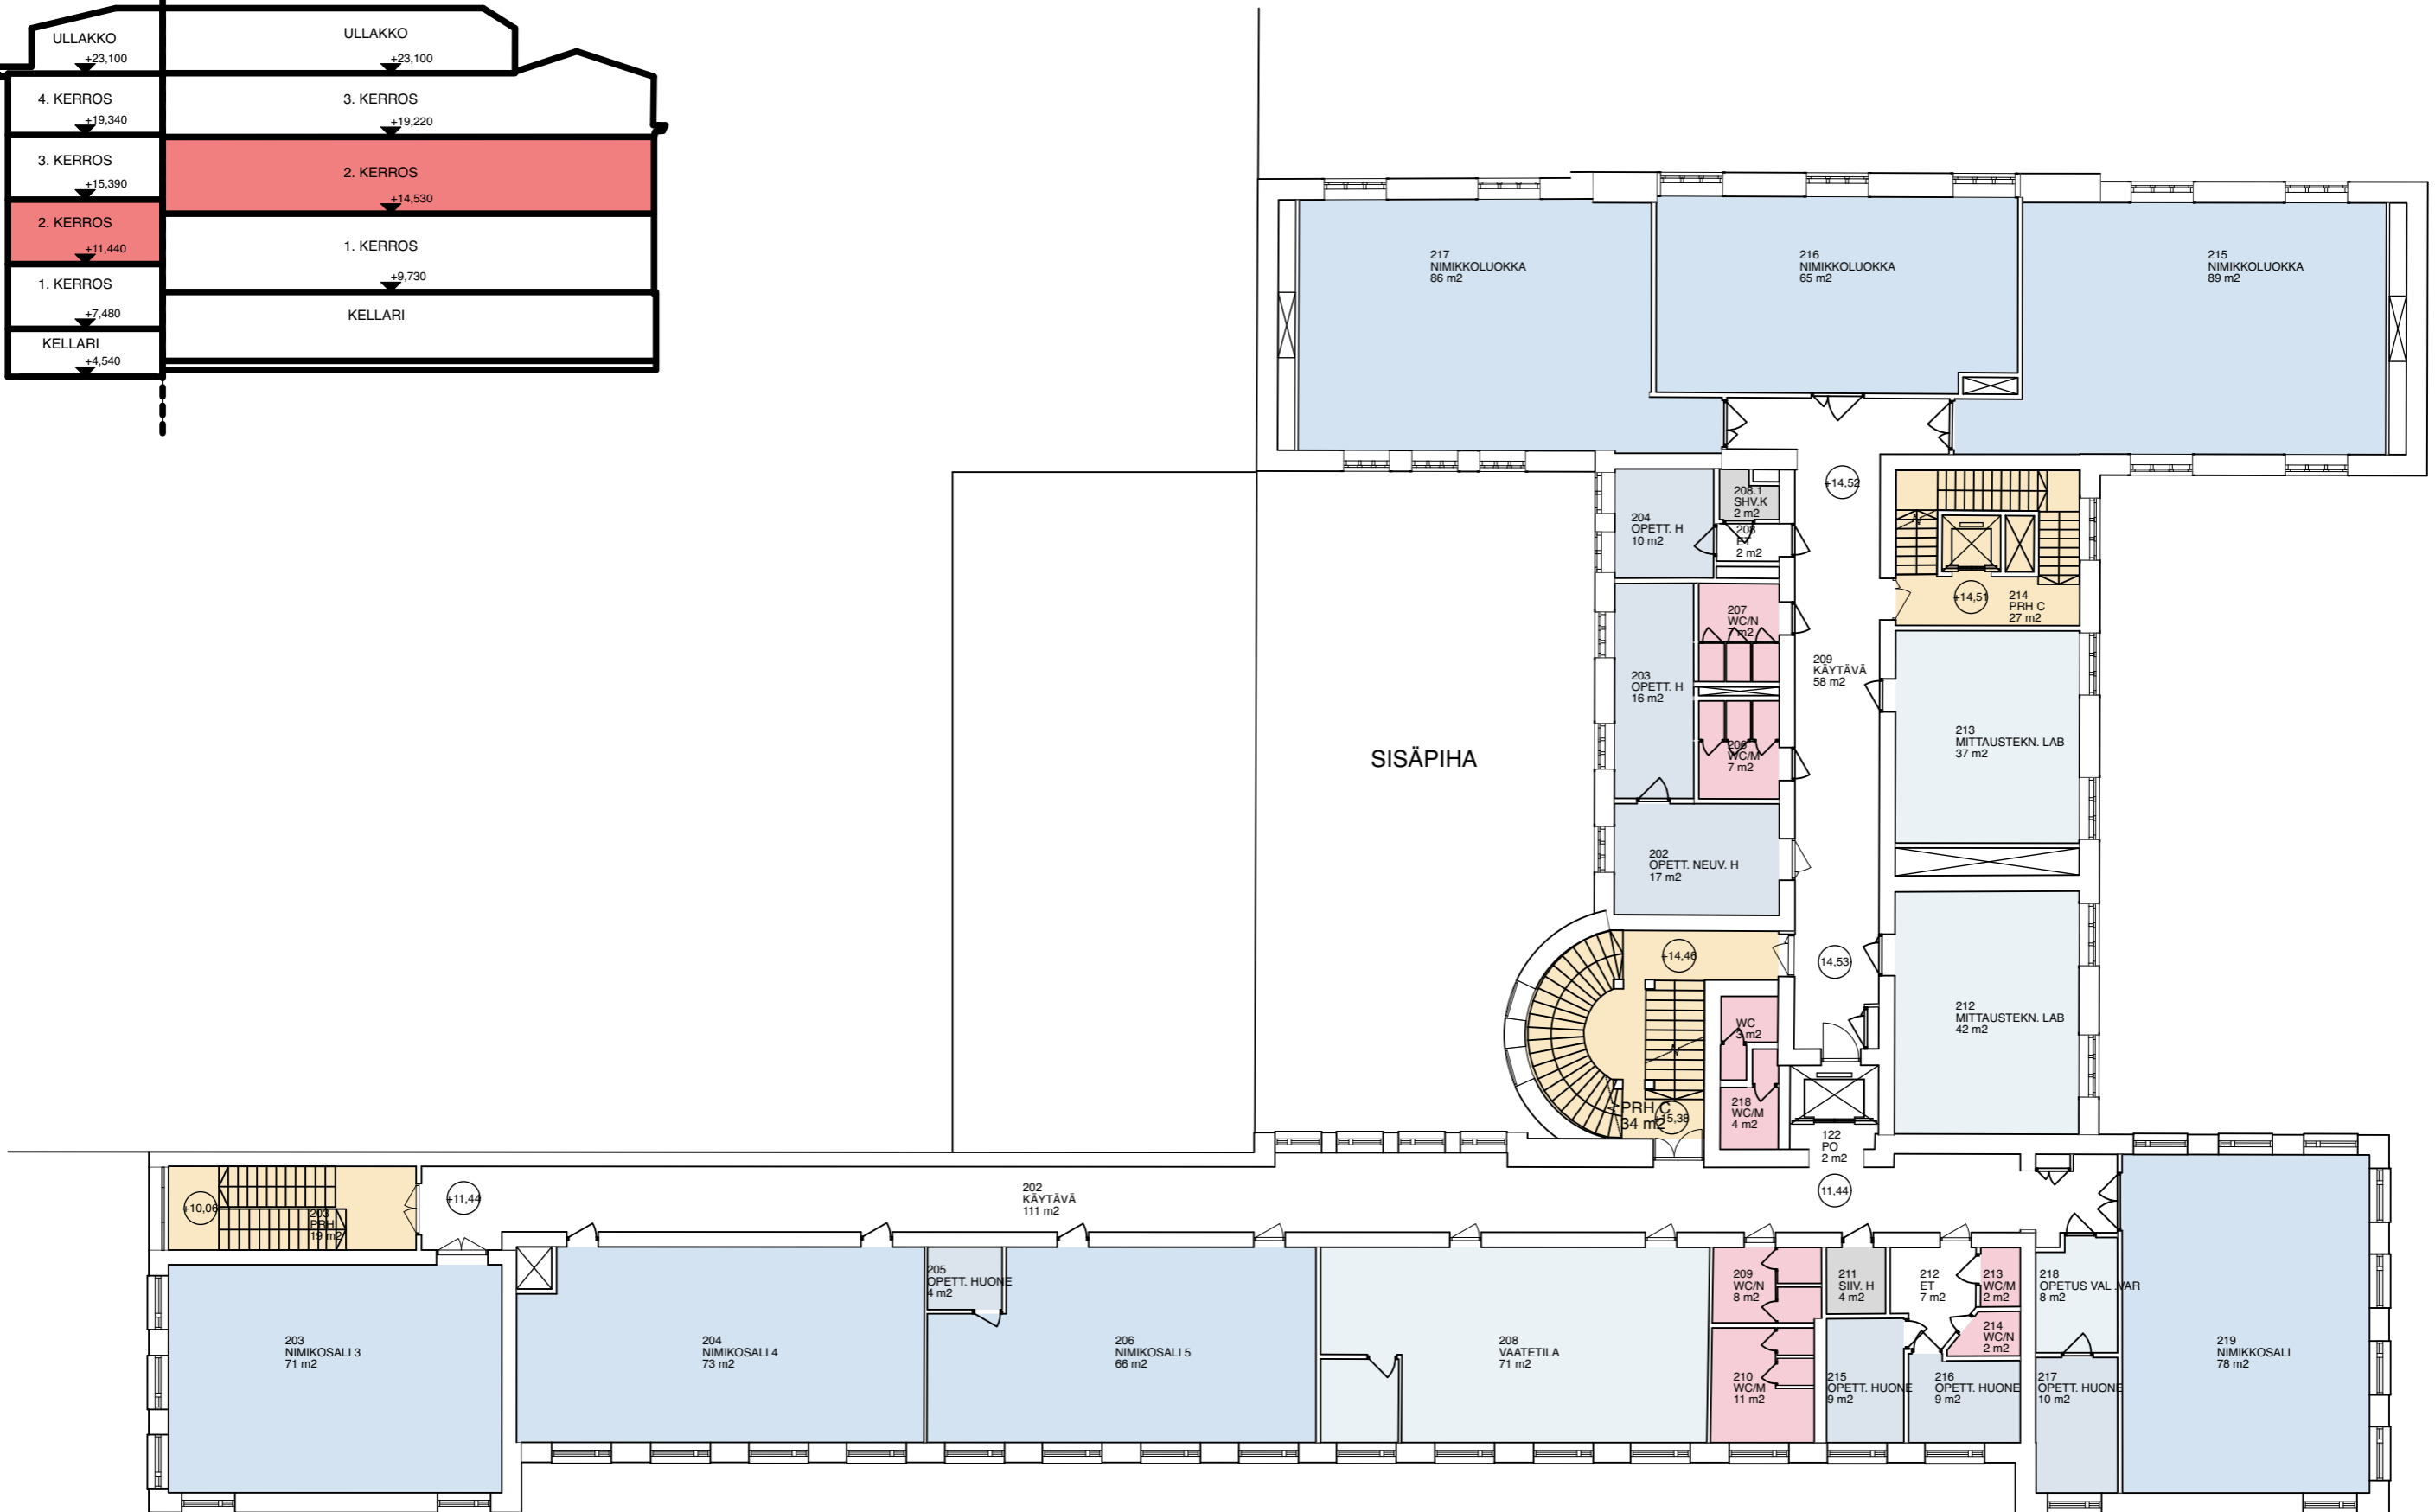 ULLAKKO
+23,100
ULLAKKO
+23,100
4. KERROS
+19,340
3. KERROS
+19,220
3. KERROS
+15,390
2. KERROS
+14,530
2. KERROS
+11,440
1. KERROS
+9,730
1. KERROS
+7,480
KELLARI
KELLARI
+4,540
217
NIMIKKOLUOKKA
86 m2
216
NIMIKKOLUOKKA
65 m2
215
NIMIKKOLUOKKA
89 m2
+14,52
208.1
SHV.K
2 m2
204
OPETT. H
10 m2
208
ET
2 m2
+14,51
214
PRH C
27 m2
207
WC/N
7 m2
209
KÄYTÄVÄ
58 m2
203
OPETT. H
16 m2
213
MITTAUSTEKN. LAB
37 m2
206
WC/M
7 m2
SISÄPIHA
202
OPETT. NEUV. H
17 m2
+14,46
14,53
212
MITTAUSTEKN. LAB
42 m2
WC
3 m2
PRH C
34 m2
+15,38
218
WC/M
4 m2
122
PO
2 m2
+10,06
203
PRH
19 m2
+11,44
202
KÄYTÄVÄ
111 m2
11,44
203
NIMIKOSALI 3
71 m2
204
NIMIKOSALI 4
73 m2
205
OPETT. HUONE
4 m2
206
NIMIKOSALI 5
66 m2
208
VAATETILA
71 m2
209
WC/N
8 m2
210
WC/M
11 m2
211
SIIV. H
4 m2
212
ET
7 m2
213
WC/M
2 m2
214
WC/N
2 m2
215
OPETT. HUONE
9 m2
216
OPETT. HUONE
9 m2
218
OPETUS VAL .VAR
8 m2
217
OPETT. HUONE
10 m2
219
NIMIKKOSALI
78 m2